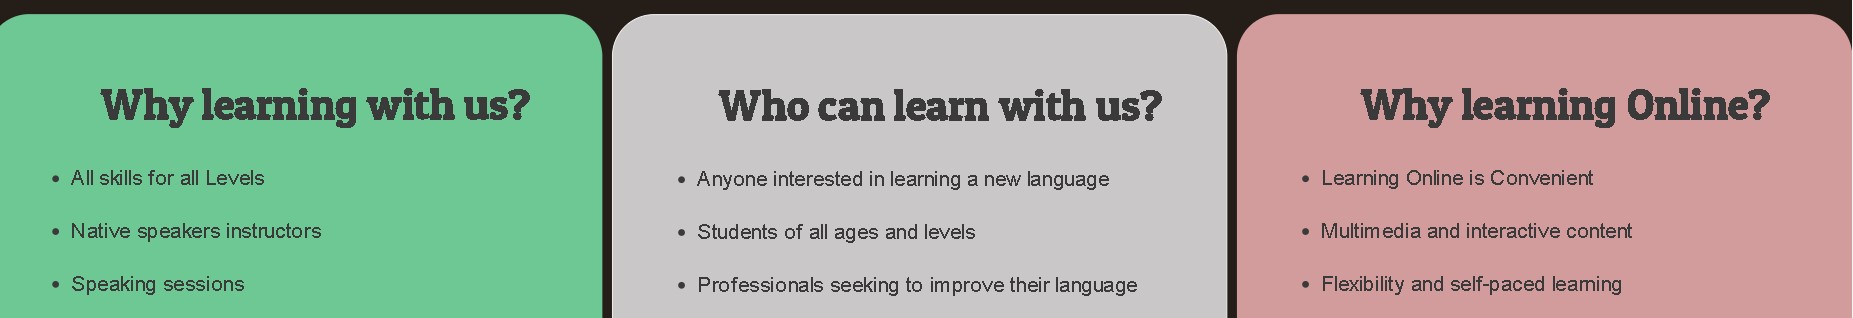 Why learning with us?
• All skills for all Levels
• Native speakers instructors
• Speaking sessions
Who can learn with us?
• Anyone interested in learning a new language
• Students of all ages and levels
• Professionals seeking to improve their language
Why learning Online?
• Learning Online is Convenient
• Multimedia and interactive content
• Flexibility and self-paced learning